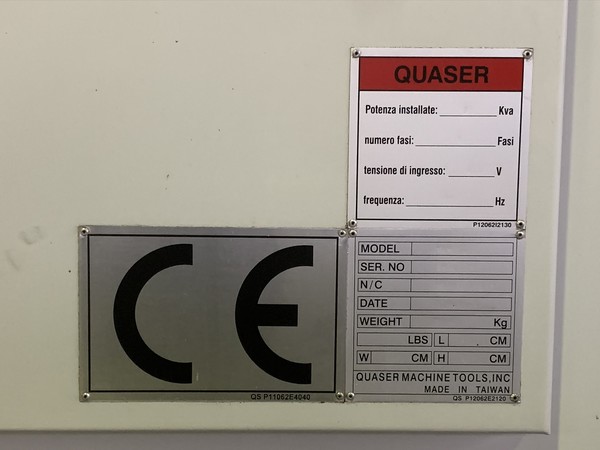 QUASER
Potenza installate: Kva
numero fasi: Fasi
tensione di ingresso: V
frequenza: Hz
P12062I2130
CE
QS P11062E4040
MODEL
SER. NO
N/C
DATE
WEIGHT Kg
LBS L CM
W CM H CM
QUASER MACHINE TOOLS, INC
MADE IN TAIWAN
QS P12062E2120